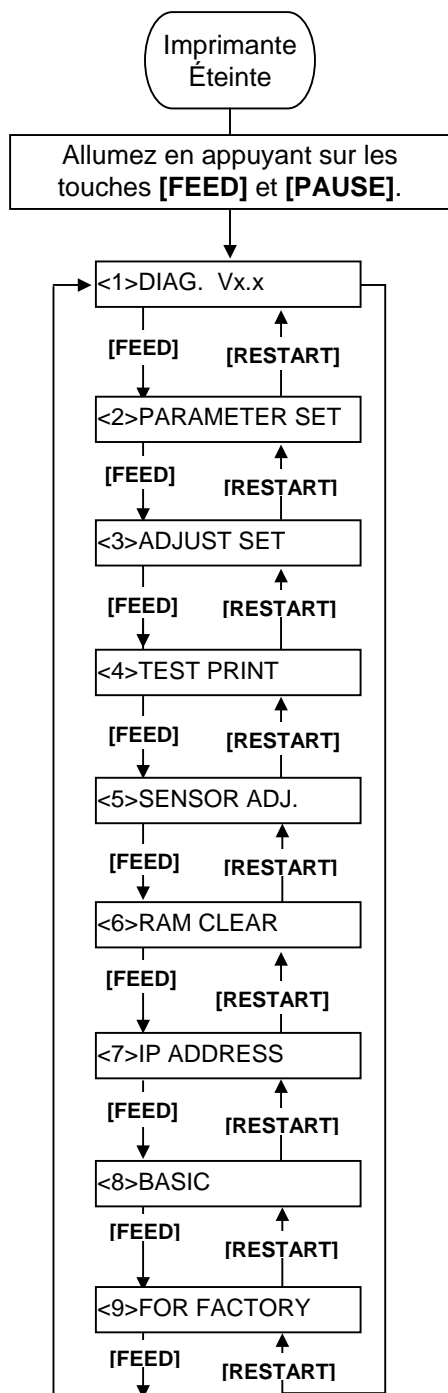 Imprimante
Éteinte
Allumez en appuyant sur les
touches [FEED] et [PAUSE].
<1>DIAG. Vx.x
[FEED]
[RESTART]
<2>PARAMETER SET
[FEED]
[RESTART]
<3>ADJUST SET
[FEED]
[RESTART]
<4>TEST PRINT
[FEED]
[RESTART]
<5>SENSOR ADJ.
[FEED]
[RESTART]
<6>RAM CLEAR
[FEED]
[RESTART]
<7>IP ADDRESS
[FEED]
[RESTART]
<8>BASIC
[FEED]
[RESTART]
<9>FOR FACTORY
[FEED]
[RESTART]